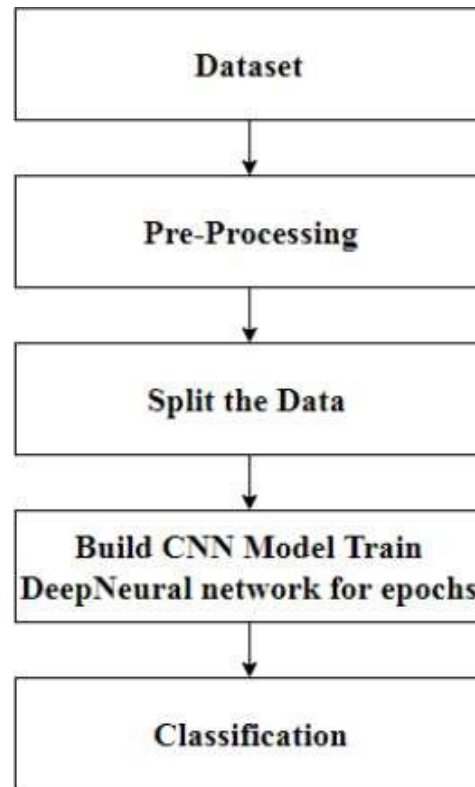 Dataset
Pre-Processing
Split the Data
Build CNN Model Train
DeepNeural network for epochs
Classification